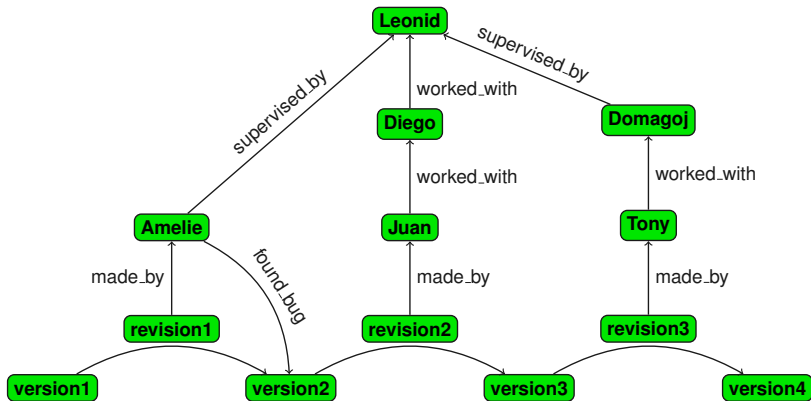 Leonid
supervised_by
supervised_by
worked_with
Diego
Domagoj
worked_with
worked_with
Amelie
Juan
Tony
found_bug
made_by
made_by
made_by
revision1
revision2
revision3
version1
version2
version3
version4